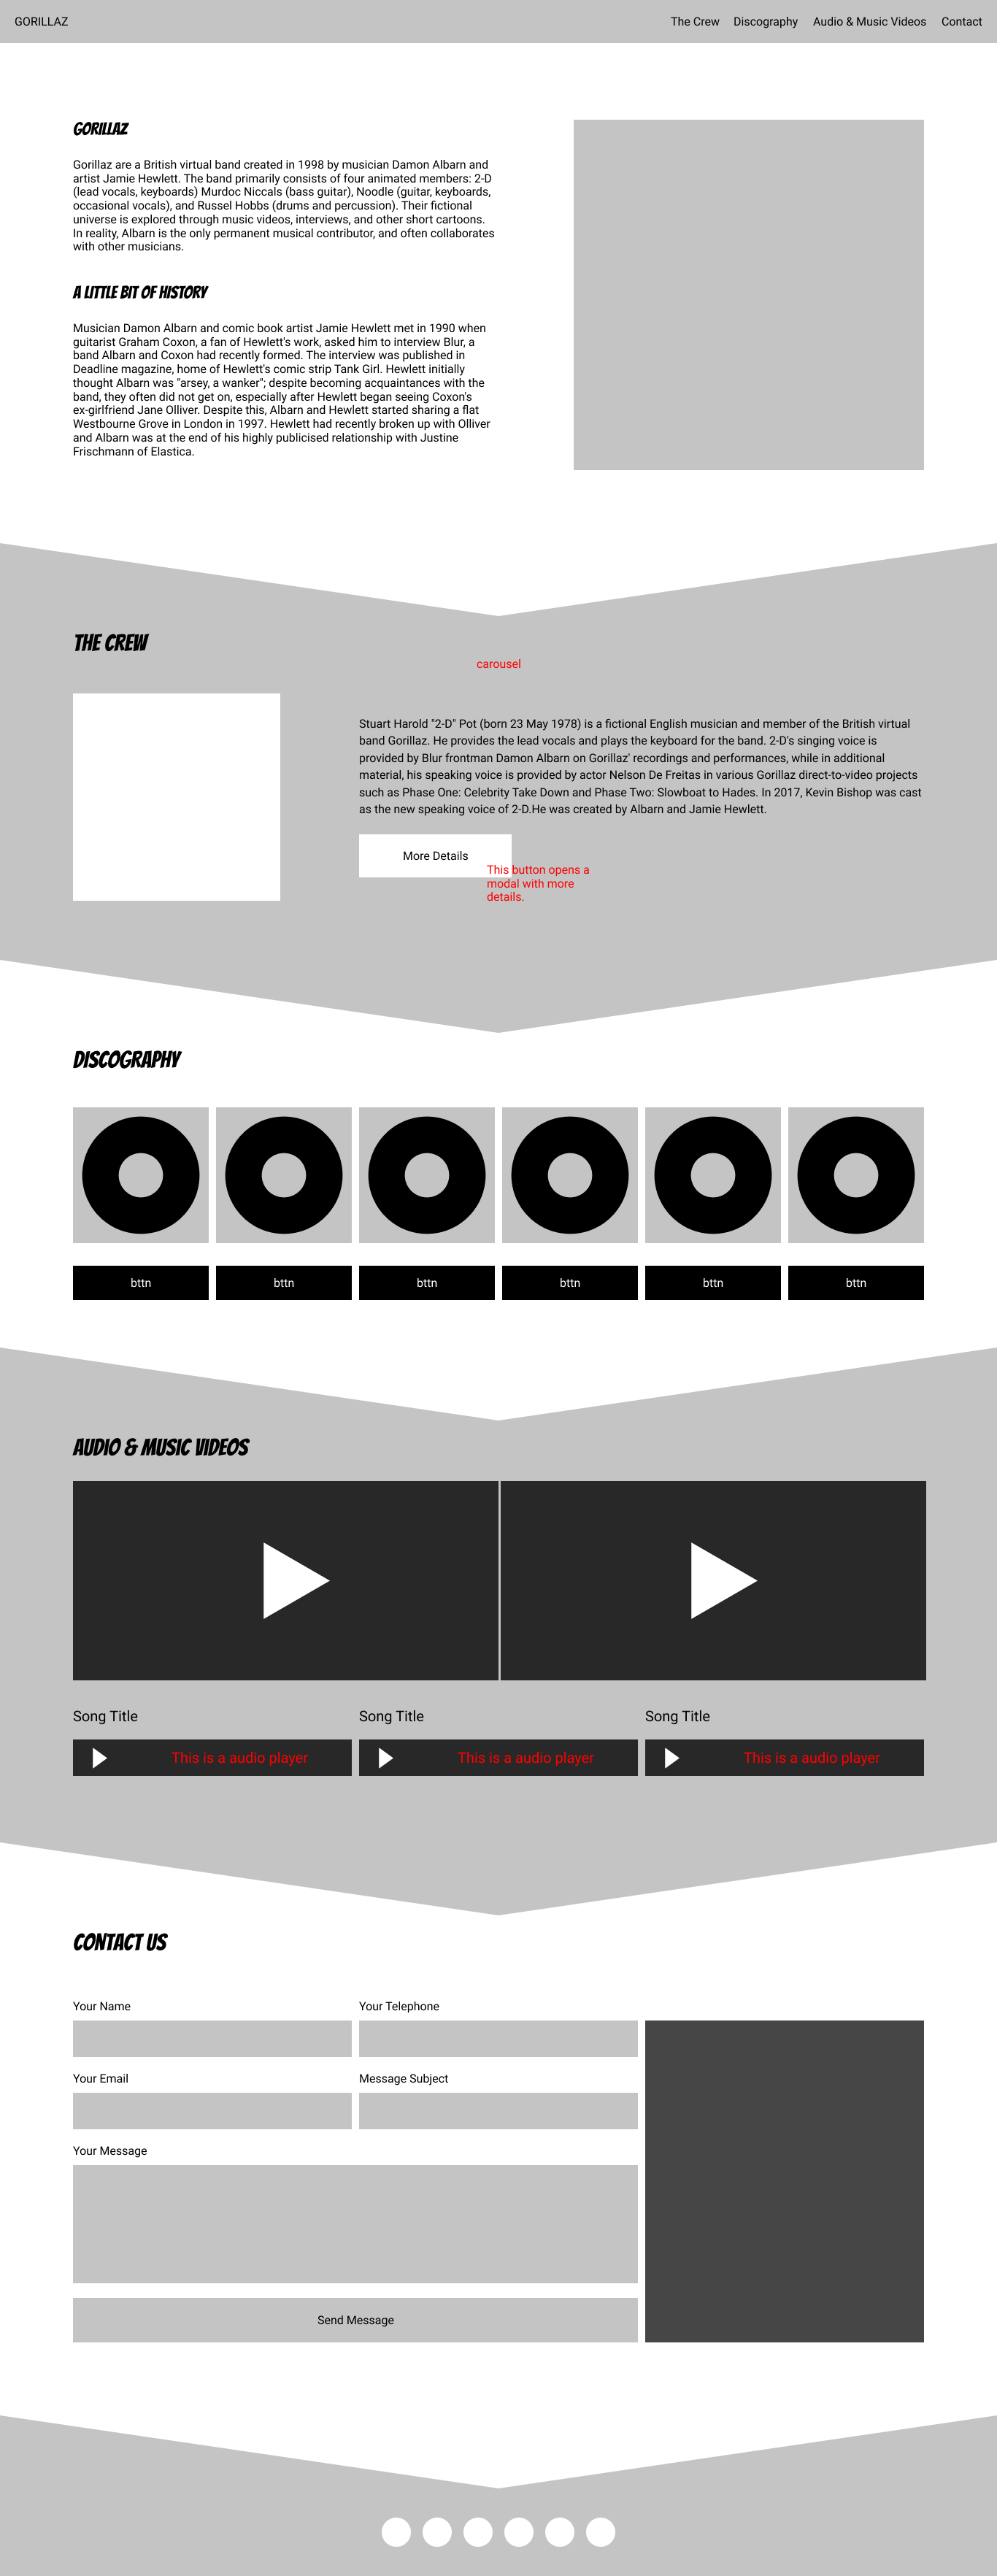 GORILLAZ
The Crew Discography Audio & Music Videos Contact
GORILLAZ
Gorillaz are a British virtual band created in 1998 by musician Damon Albarn and
artist Jamie Hewlett. The band primarily consists of four animated members: 2-D
(lead vocals, keyboards) Murdoc Niccals (bass guitar), Noodle (guitar, keyboards,
occasional vocals), and Russel Hobbs (drums and percussion). Their fictional
universe is explored through music videos, interviews, and other short cartoons.
In reality, Albarn is the only permanent musical contributor, and often collaborates
with other musicians.
A LITTLE BIT OF HISTORY
Musician Damon Albarn and comic book artist Jamie Hewlett met in 1990 when
guitarist Graham Coxon, a fan of Hewlett's work, asked him to interview Blur, a
band Albarn and Coxon had recently formed. The interview was published in
Deadline magazine, home of Hewlett's comic strip Tank Girl. Hewlett initially
thought Albarn was "arsey, a wanker"; despite becoming acquaintances with the
band, they often did not get on, especially after Hewlett began seeing Coxon's
ex-girlfriend Jane Olliver. Despite this, Albarn and Hewlett started sharing a flat
Westbourne Grove in London in 1997. Hewlett had recently broken up with Olliver
and Albarn was at the end of his highly publicised relationship with Justine
Frischmann of Elastica.
THE CREW
carousel
Stuart Harold "2-D" Pot (born 23 May 1978) is a fictional English musician and member of the British virtual
band Gorillaz. He provides the lead vocals and plays the keyboard for the band. 2-D's singing voice is
provided by Blur frontman Damon Albarn on Gorillaz' recordings and performances, while in additional
material, his speaking voice is provided by actor Nelson De Freitas in various Gorillaz direct-to-video projects
such as Phase One: Celebrity Take Down and Phase Two: Slowboat to Hades. In 2017, Kevin Bishop was cast
as the new speaking voice of 2-D.He was created by Albarn and Jamie Hewlett.
More Details
This button opens a
modal with more
details.
DISCOGRAPHY
bttn bttn bttn bttn bttn bttn
AUDIO & MUSIC VIDEOS
Song Title Song Title Song Title
This is a audio player This is a audio player This is a audio player
CONTACT US
Your Name Your Telephone
Your Email Message Subject
Your Message
Send Message